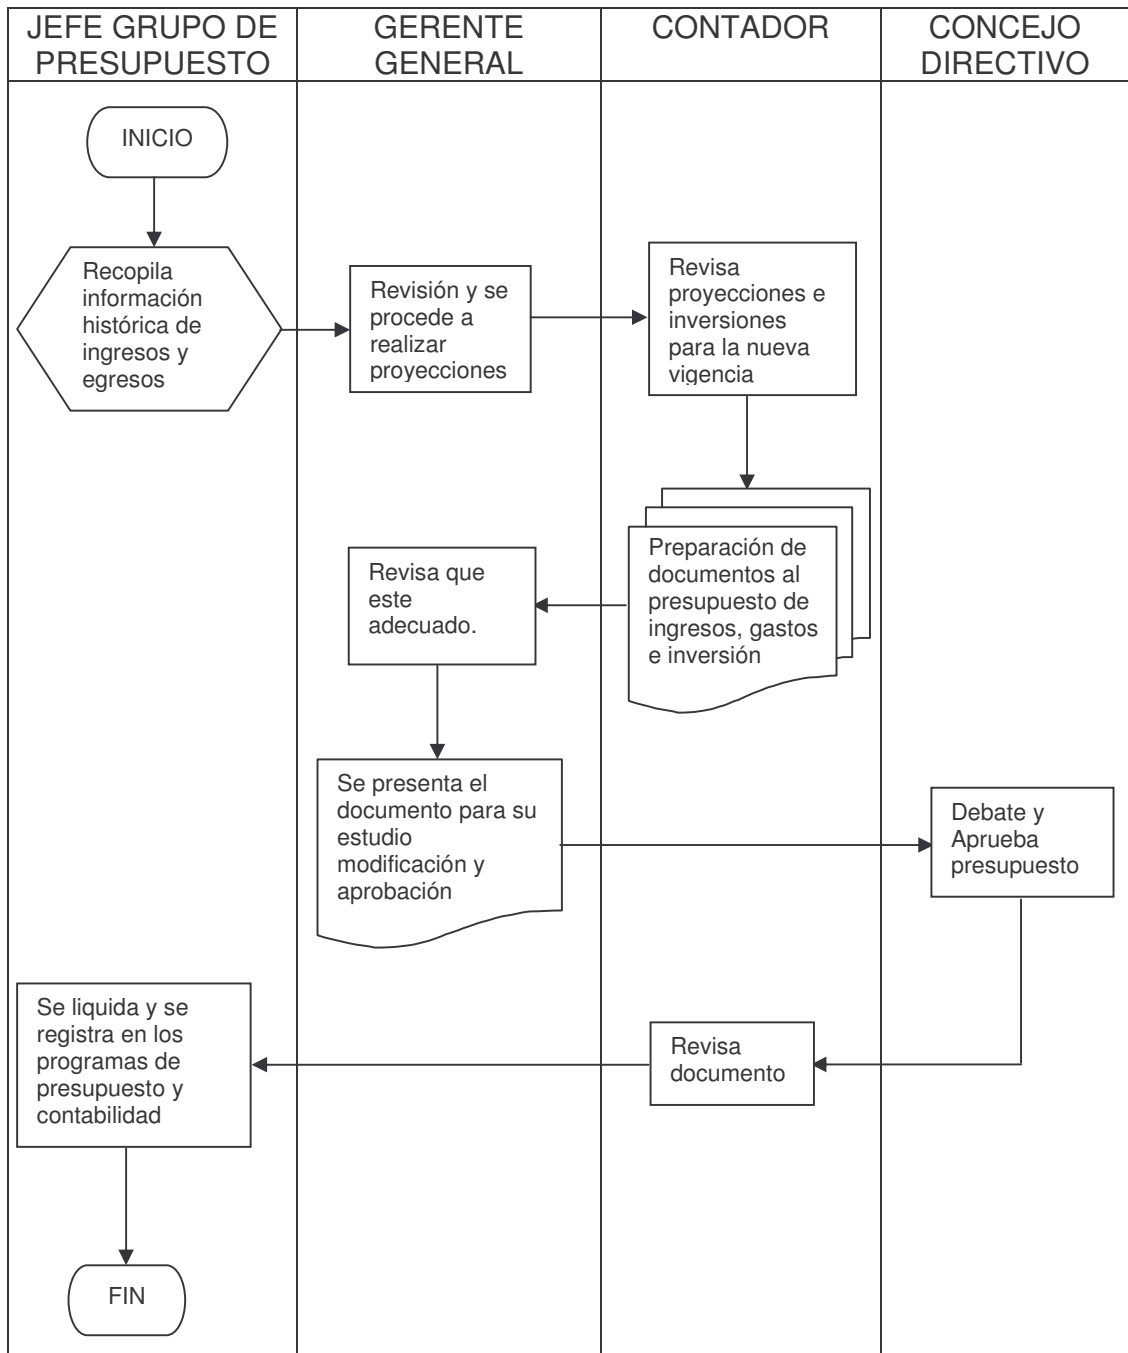 JEFE GRUPO DE
PRESUPUESTO
GERENTE
GENERAL
CONTADOR
CONCEJO
DIRECTIVO
INICIO
Recopila
información
histórica de
ingresos y
egresos
Revisión y se
procede a
realizar
proyecciones
Revisa
proyecciones e
inversiones
para la nueva
vigencia
Preparación de
documentos al
presupuesto de
ingresos, gastos
e inversión
Revisa que
este
adecuado.
Se presenta el
documento para su
estudio
modificación y
aprobación
Debate y
Aprueba
presupuesto
Revisa
documento
Se liquida y se
registra en los
programas de
presupuesto y
contabilidad
FIN